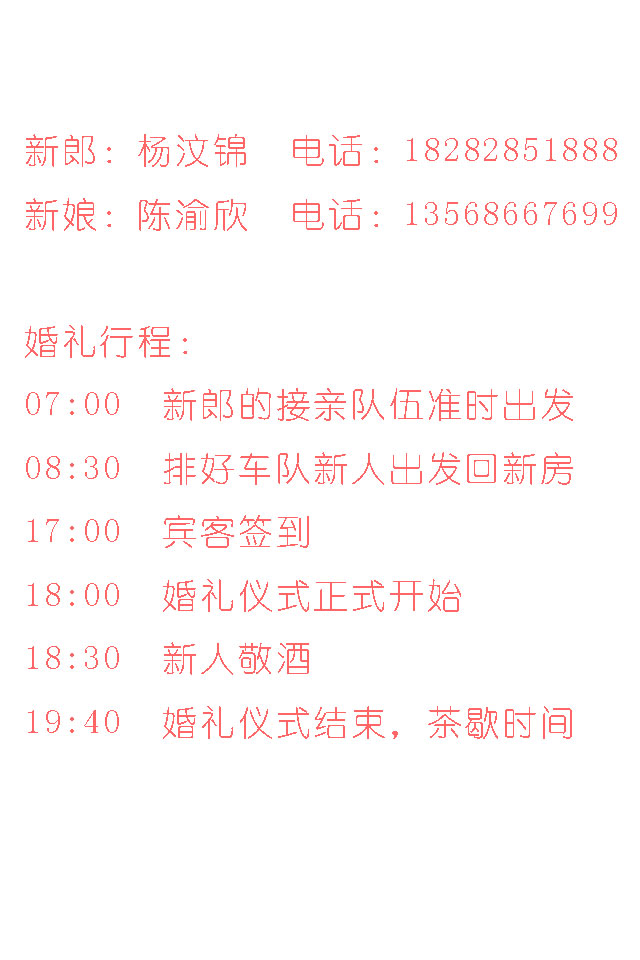 新郎：杨汶锦 电话：18282851888
新娘：陈渝欣 电话：13568667699
婚礼行程：
07:00 新郎的接亲队伍准时出发
08:30 排好车队新人出发回新房
17:00 宾客签到
18:00 婚礼仪式正式开始
18:30 新人敬酒
19:40 婚礼仪式结束，茶歇时间